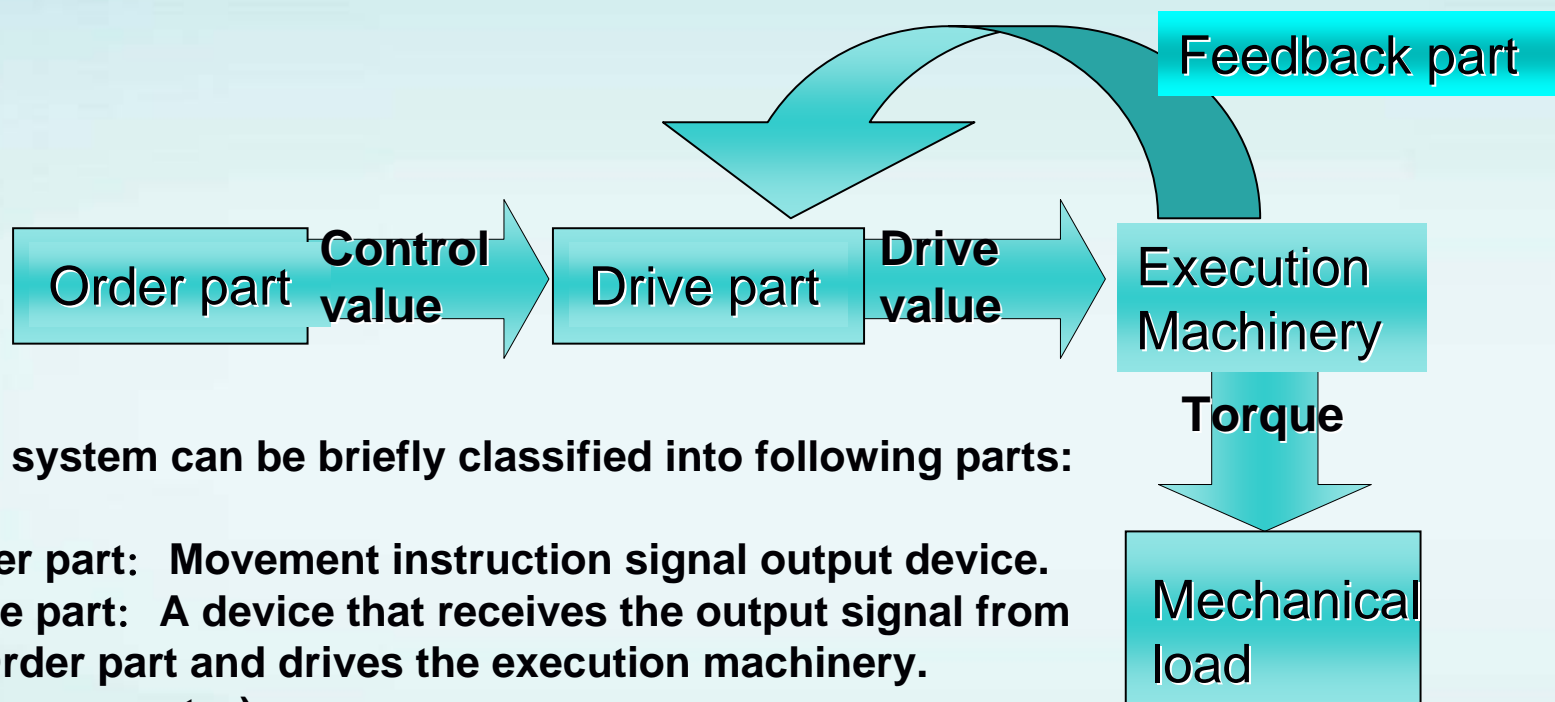 Feedback part
Order part
Control
value
Drive part
Drive
value
Execution
Machinery
Torque
system can be briefly classified into following parts:
part： Movement instruction signal output device.
part： A device that receives the output signal from
part and drives the execution machinery.
Mechanical
load